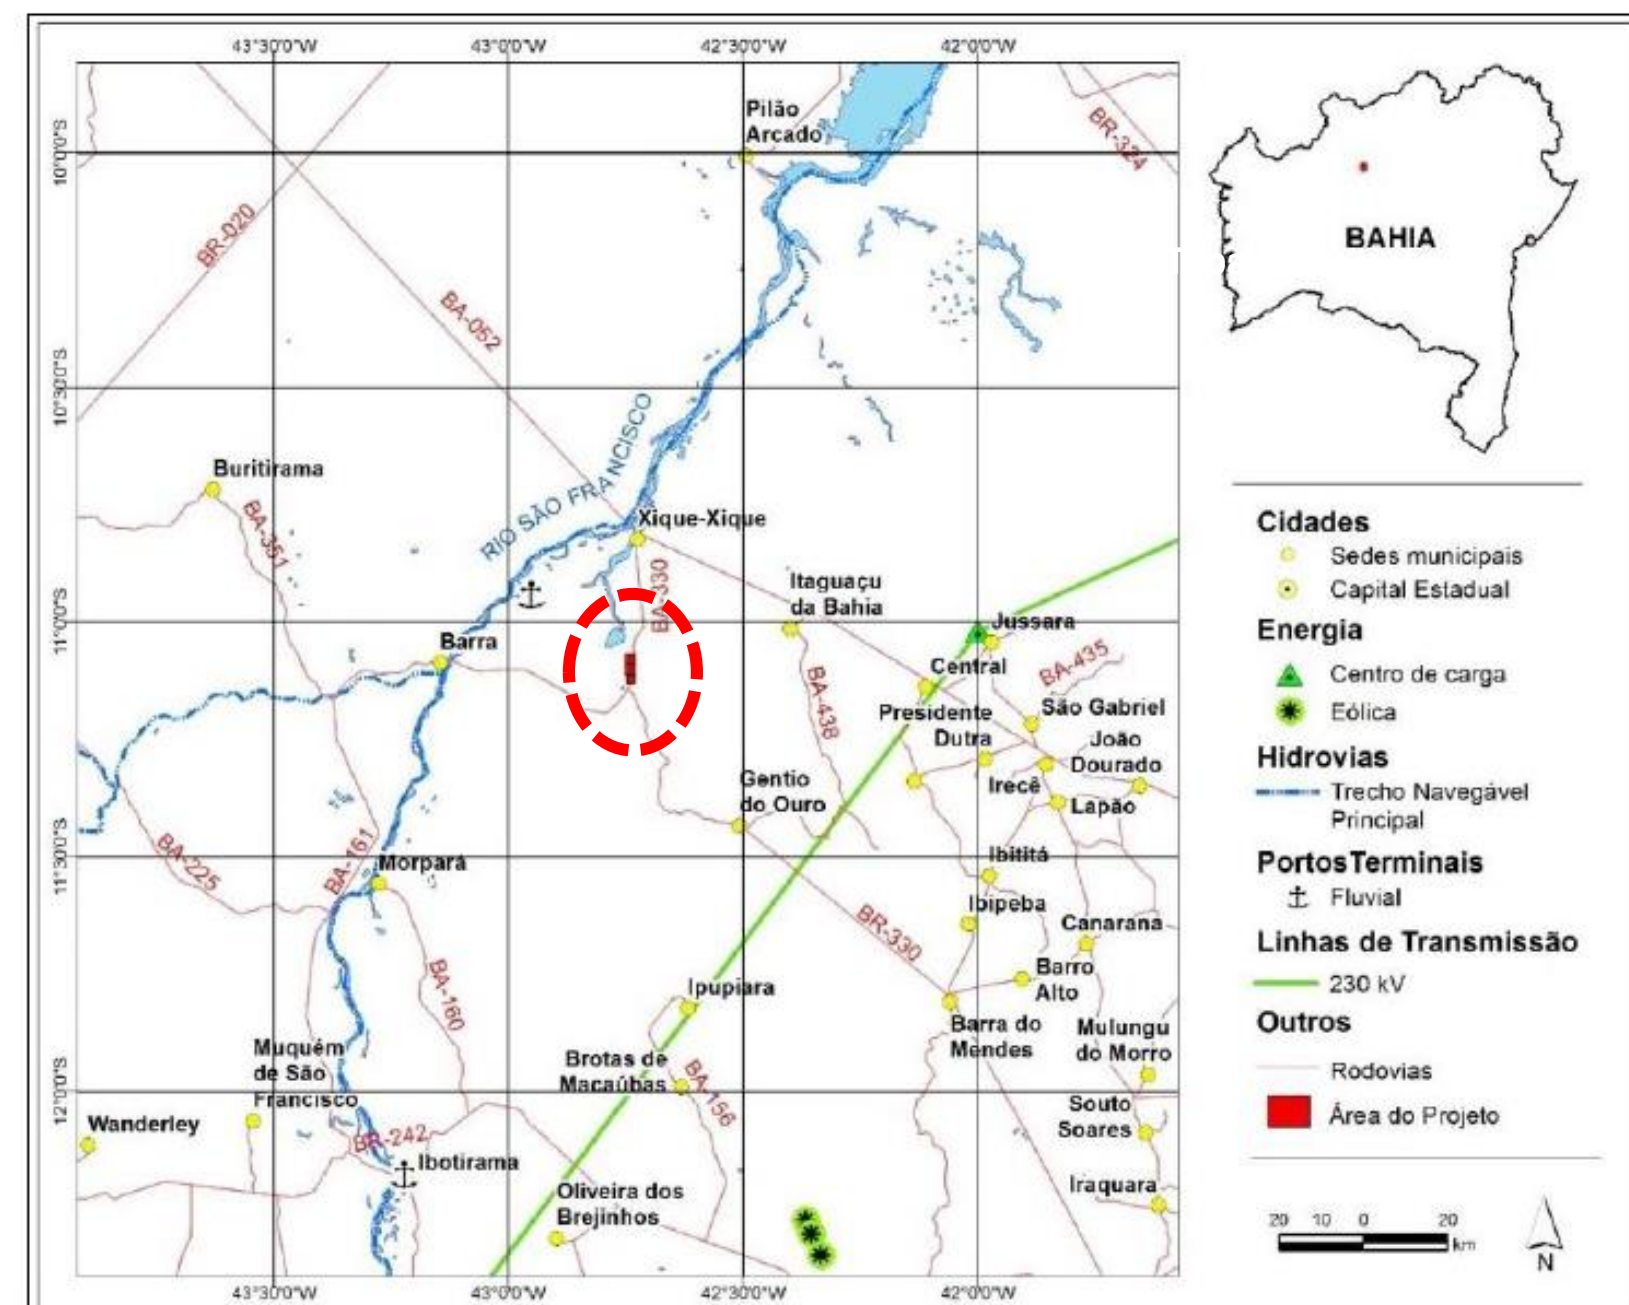 43°30'0"W
43°0'0"W
42°30'0"W
42°0'0"W
10°0'0"S
10°30'0"S
11°0'0"S
11°30'0"S
12°0'0"S
Pilão
Arcado
BR-324
BR-020
BA-052
RIO SÃO FRANCISCO
Buritirama
BA-351
Xique-Xique
BA-330
Itaguaçu
da Bahia
Jussara
Barra
Central
BA-435
BA-438
Presidente
Dutra
São Gabriel
João
Dourado
Gentio
do Ouro
Irecê
Lapão
BA-225
BA-161
Morpará
Ibititá
Ibipeba
BR-330
Canarana
BA-160
Ipupiara
Barro
Alto
Barra do
Mendes
Mulungu
do Morro
Muquém
de São
Francisco
Brotas de
Macaúbas
BA-156
Wanderley
BR-242
Ibotirama
Souto
Soares
Oliveira dos
Brejinhos
Iraquara
43°30'0"W
43°0'0"W
42°30'0"W
42°0'0"W
BAHIA
Cidades
Sedes municipais
Capital Estadual
Energia
Centro de carga
Eólica
Hidrovias
Trecho Navegável
Principal
PortosTerminais
Fluvial
Linhas de Transmissão
230 kV
Outros
Rodovias
Área do Projeto
20 10 0 20
km
N